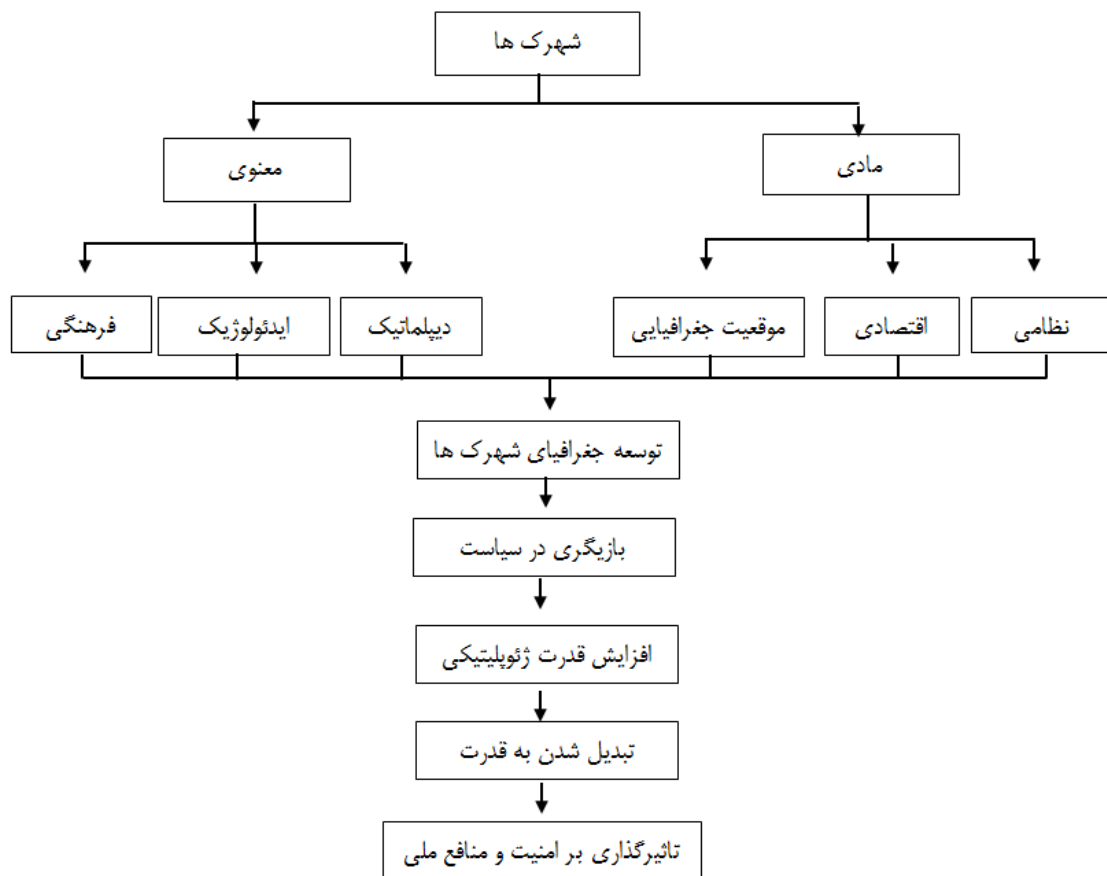 شهرک ها
مادی
معنوی
نظامی
اقتصادی
موقعیت جغرافیایی
دیپلماتیک
ایدئولوژیک
فرهنگی
توسعه جغرافیای شهرک ها
بازیگری در سیاست
افزایش قدرت ژئوپلیتیکی
تبدیل شدن به قدرت
تاثیرگذاری بر امنیت و منافع ملی